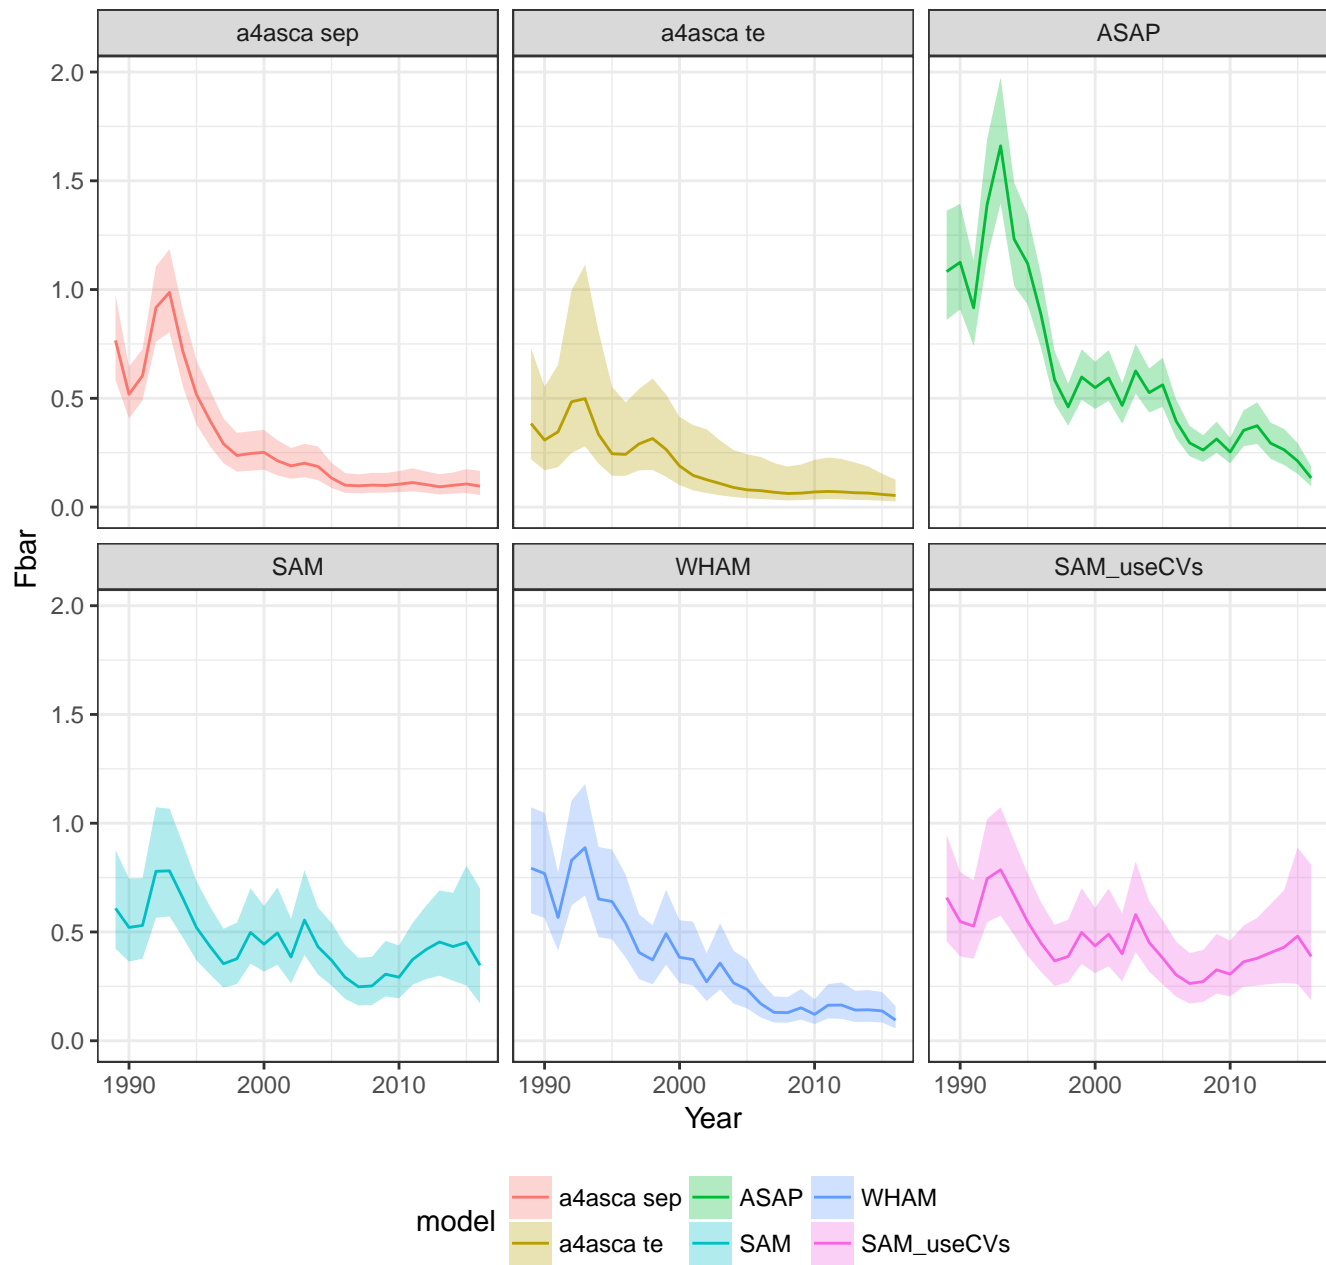 a4asca sep a4asca te ASAP
2.0
1.5
1.0
0.5
0.0
Fbar
SAM WHAM SAM_useCVs
2.0
1.5
1.0
0.5
0.0
1990 2000 2010 1990 2000 2010 1990 2000 2010
Year
model
a4asca sep ASAP WHAM
a4asca te SAM SAM_useCVs